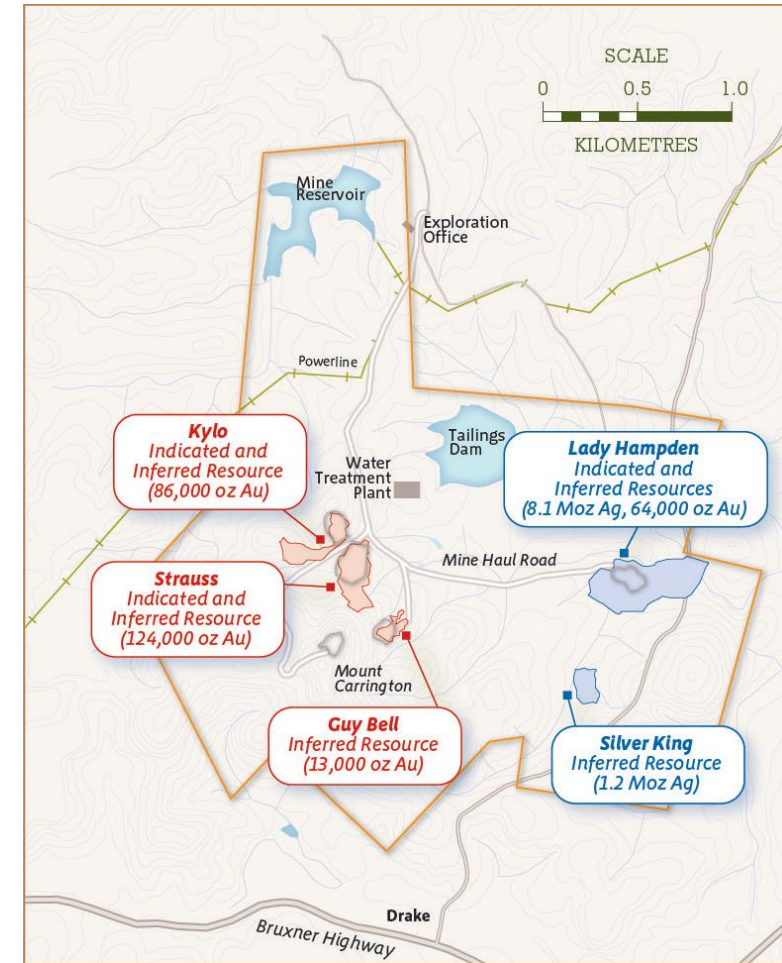 SCALE
0 0.5 1.0
KILOMETRES
Mine
Reservoir
Exploration
Office
Powerline
Kylo
Indicated and
Inferred Resource
(86,000 oz Au)
Tailings
Dam
Water
Treatment
Plant
Lady Hampden
Indicated and
Inferred Resources
(8.1 Moz Ag, 64,000 oz Au)
Mine Haul Road
Strauss
Indicated and
Inferred Resource
(124,000 oz Au)
Mount
Carrington
Guy Bell
Inferred Resource
(13,000 oz Au)
Silver King
Inferred Resource
(1.2 Moz Ag)
Drake
Bruxner Highway